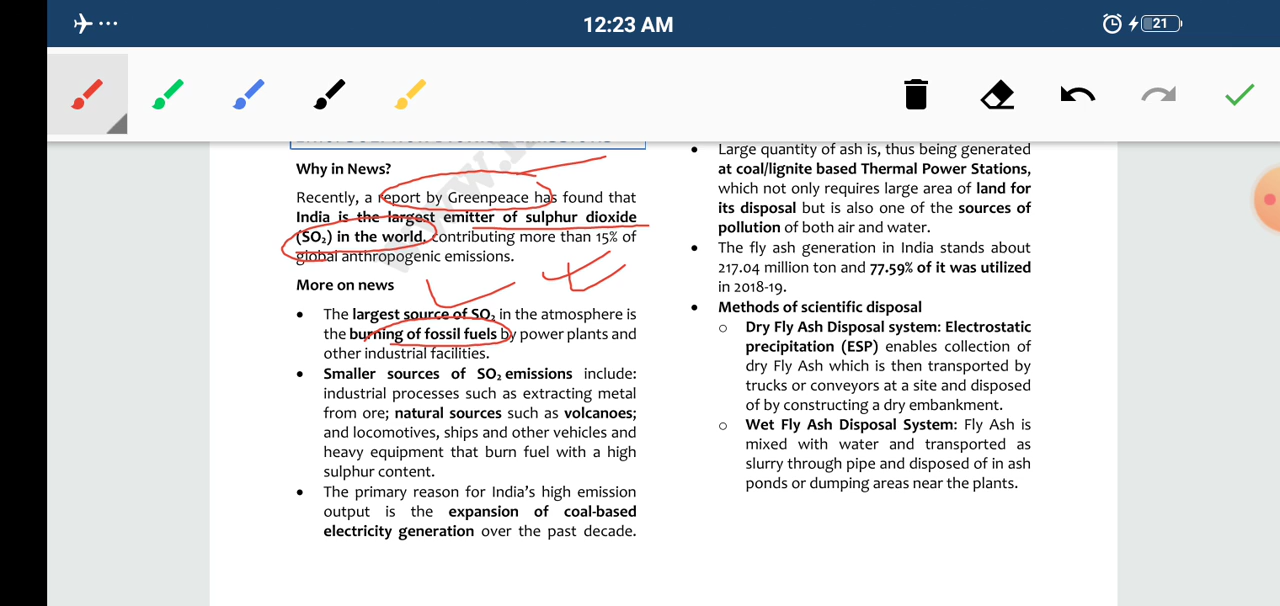 12:23 AM
21
Why in News?
Recently, a report by Greenpeace has found that
India is the largest emitter of sulphur dioxide
(SO₂) in the world, contributing more than 15% of
global anthropogenic emissions.
More on news
• The largest source of SO₂ in the atmosphere is
the burning of fossil fuels by power plants and
other industrial facilities.
• Smaller sources of SO₂ emissions include:
industrial processes such as extracting metal
from ore; natural sources such as volcanoes;
and locomotives, ships and other vehicles and
heavy equipment that burn fuel with a high
sulphur content.
• The primary reason for India's high emission
output is the expansion of coal-based
electricity generation over the past decade.
• Large quantity of ash is, thus being generated
at coal/lignite based Thermal Power Stations,
which not only requires large area of land for
its disposal but is also one of the sources of
pollution of both air and water.
• The fly ash generation in India stands about
217.04 million ton and 77.59% of it was utilized
in 2018-19.
• Methods of scientific disposal
o Dry Fly Ash Disposal system: Electrostatic
precipitation (ESP) enables collection of
dry Fly Ash which is then transported by
trucks or conveyors at a site and disposed
of by constructing a dry embankment.
o Wet Fly Ash Disposal System: Fly Ash is
mixed with water and transported as
slurry through pipe and disposed of in ash
ponds or dumping areas near the plants.